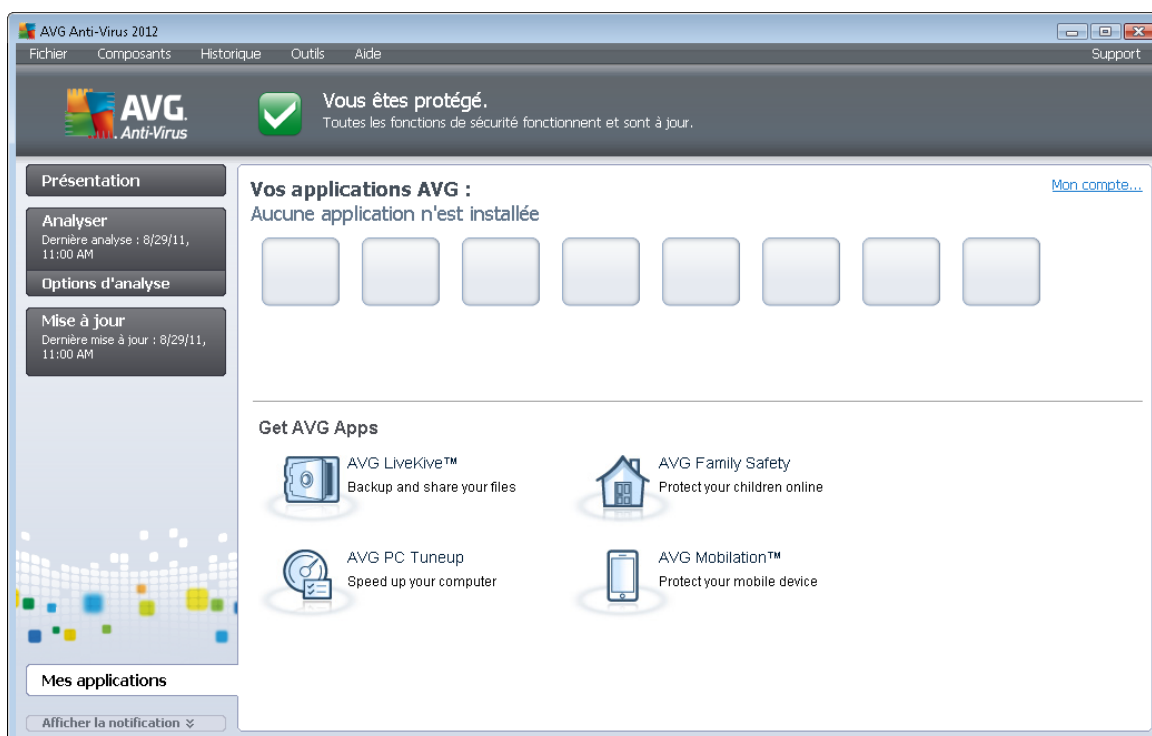 AVG Anti-Virus 2012
Fichier Composants Historique Outils Aide Support
AVG.
Anti-Virus
Vous êtes protégé.
Toutes les fonctions de sécurité fonctionnent et sont à jour.
Présentation
Analyser
Dernière analyse : 8/29/11,
11:00 AM
Options d'analyse
Mise à jour
Dernière mise à jour : 8/29/11,
11:00 AM
Mes applications
Afficher la notification
Vos applications AVG :
Mon compte...
Aucune application n'est installée
Get AVG Apps
AVG LiveKive™
Backup and share your files
AVG Family Safety
Protect your children online
AVG PC Tuneup
Speed up your computer
AVG Mobilation™
Protect your mobile device